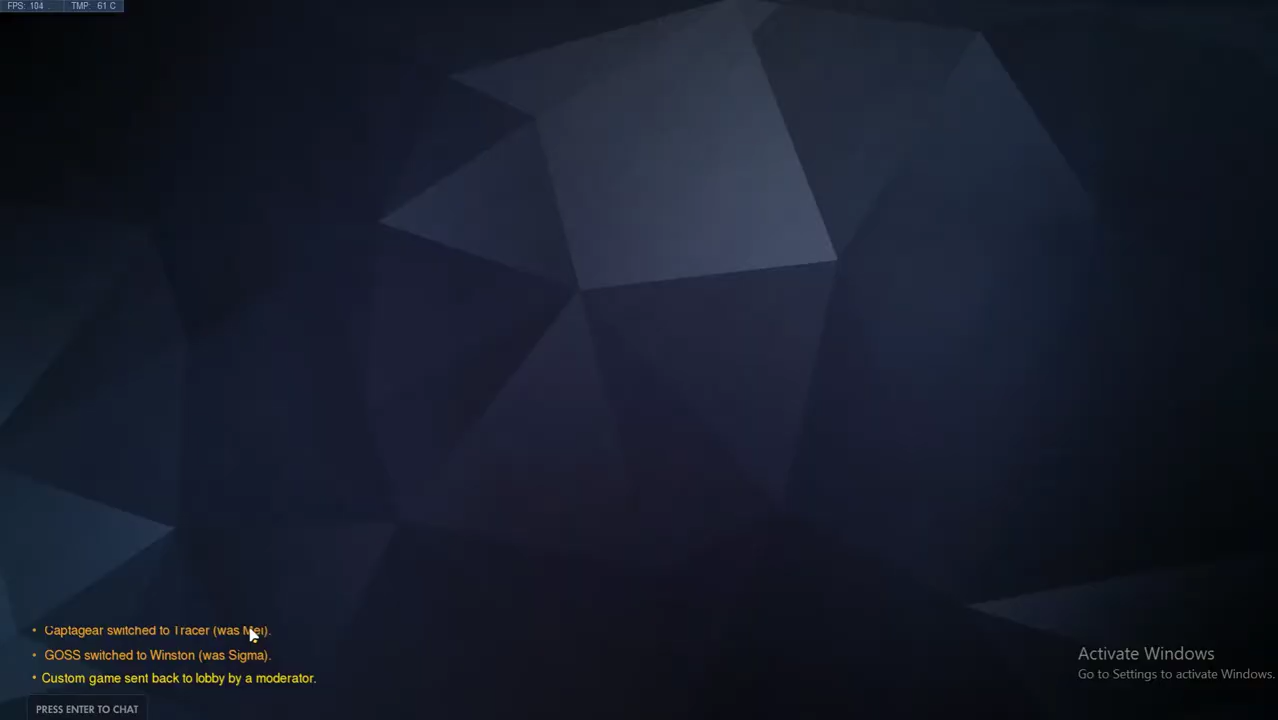 FPS: 104 TMP: 61 C
• Captagear switched to Tracer (was Mei).
• GOSS switched to Winston (was Sigma).
• Custom game sent back to lobby by a moderator.
PRESS ENTER TO CHAT
Activate Windows
Go to Settings to activate Windows.